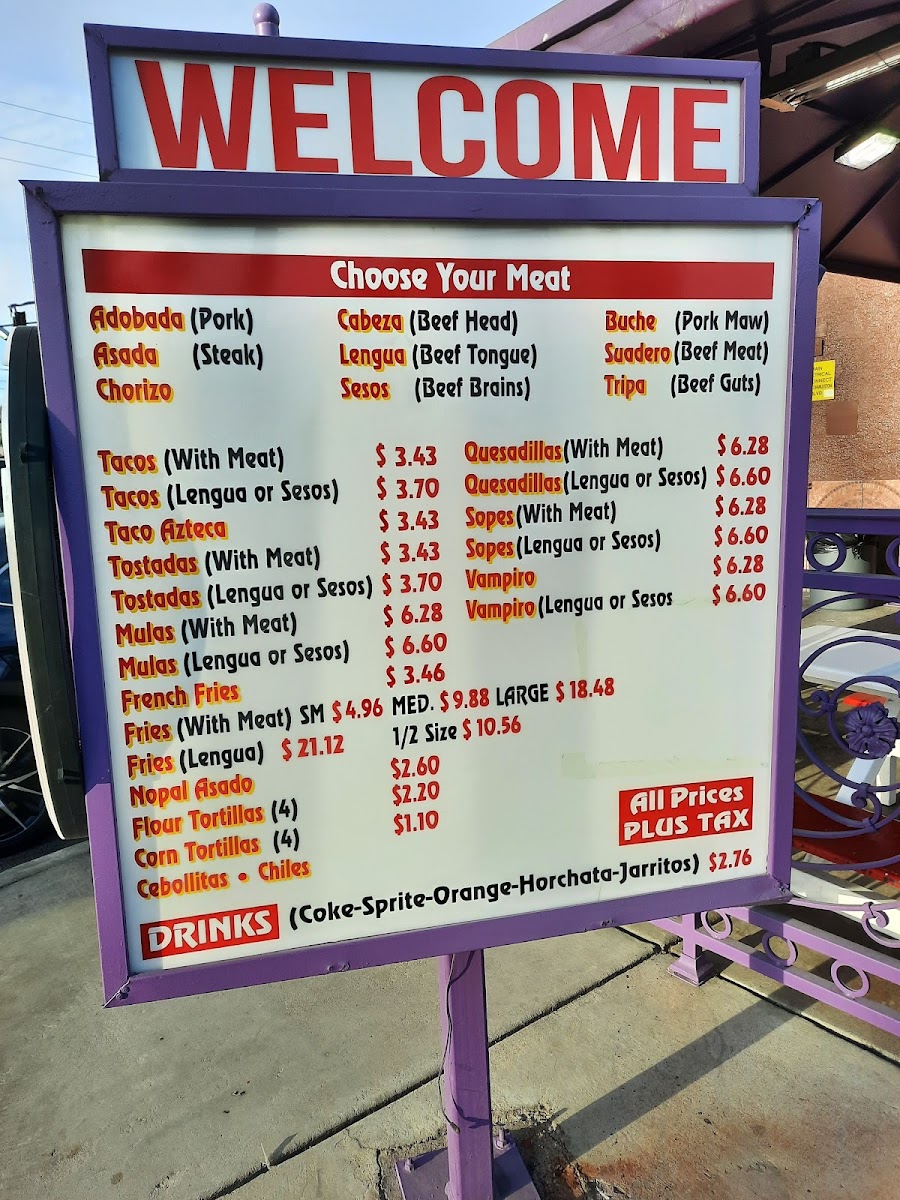 WELCOME
Choose Your Meat
Adobada (Pork) Cabeza (Beef Head) Buche (Pork Maw)
Asada (Steak) Lengua (Beef Tongue) Suadero (Beef Meat)
Chorizo Sesos (Beef Brains) Tripa (Beef Guts)
Tacos (With Meat) $ 3.43
Tacos (Lengua or Sesos) $ 3.70
Taco Azteca $ 3.43
Tostadas (With Meat) $ 3.43
Tostadas (Lengua or Sesos) $ 3.70
Mulas (With Meat) $ 6.28
Mulas (Lengua or Sesos) $ 6.60
French Fries $ 3.46
Fries (With Meat) SM $ 4.96 MED. $ 9.88 LARGE $ 18.48
Fries (Lengua) $ 21.12 1/2 Size $ 10.56
Nopal Asado $2.60
Flour Tortillas (4) $2.20
Corn Tortillas (4) $1.10
Cebollitas • Chiles
Quesadillas (With Meat) $ 6.28
Quesadillas (Lengua or Sesos) $ 6.60
Sopes (With Meat) $ 6.28
Sopes (Lengua or Sesos) $ 6.60
Vampiro $ 6.28
Vampiro (Lengua or Sesos $ 6.60
All Prices
PLUS TAX
DRINKS (Coke-Sprite-Orange-Horchata-Jarritos) $2.76